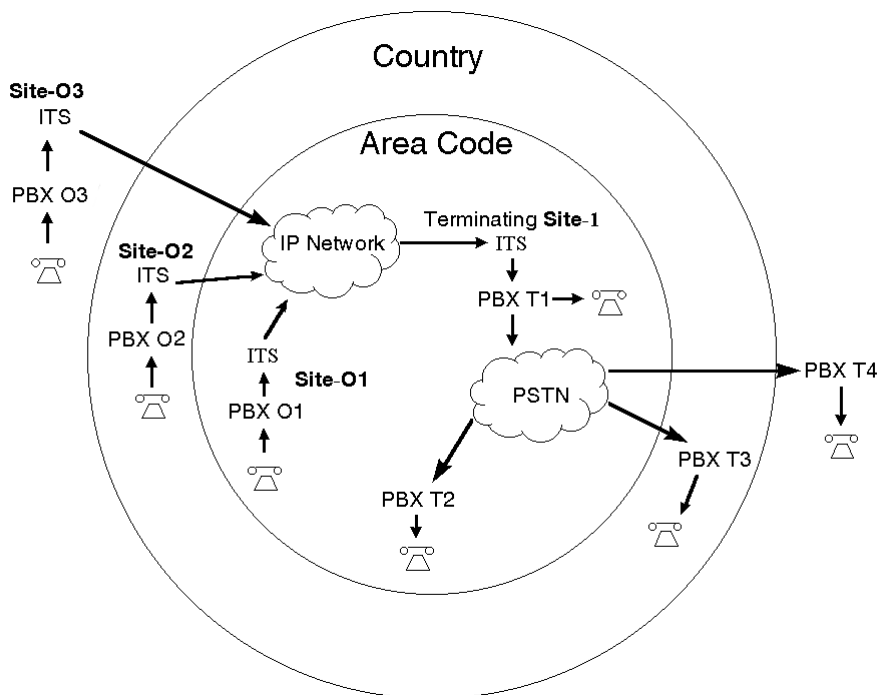 Country
Site-O3
ITS
Area Code
PBX O3
Terminating Site-1
IP Network
ITS
Site-O2
ITS
PBX T1
PBX O2
ITS
Site-O1
PSTN
PBX T4
PBX O1
PBX T3
PBX T2